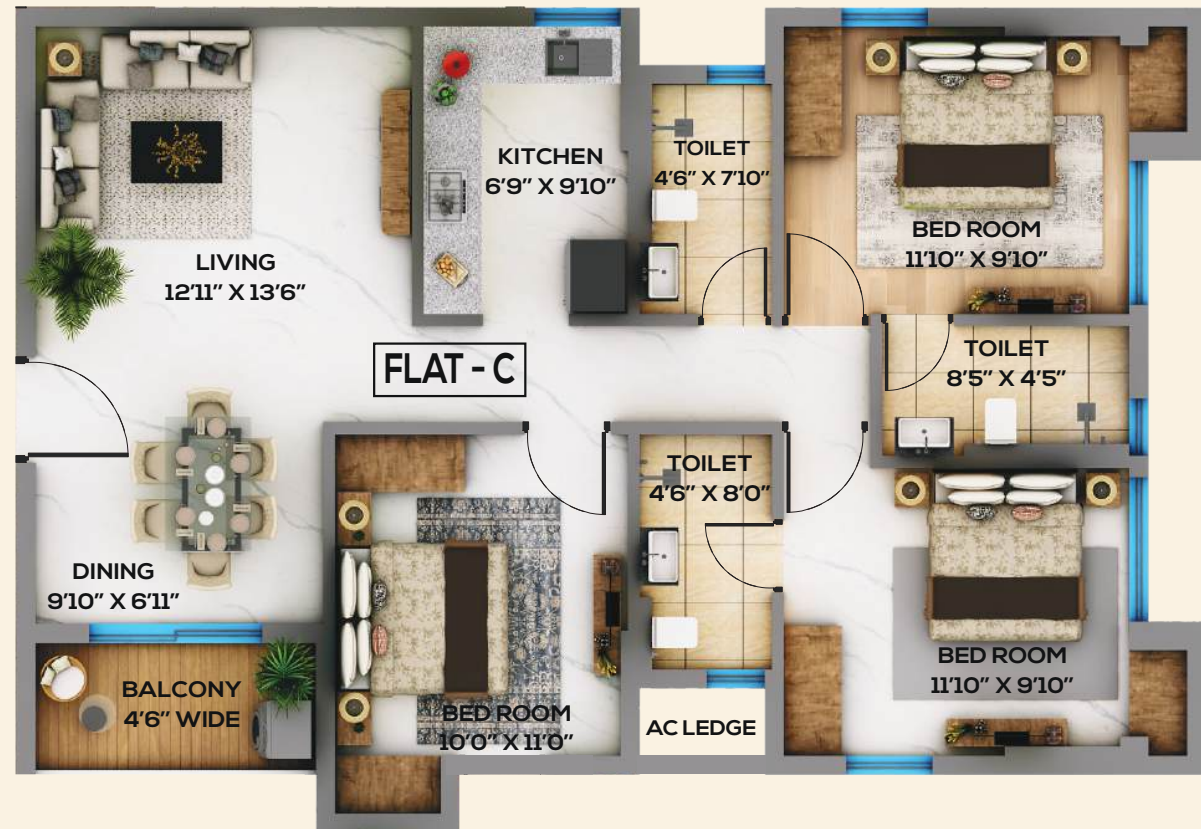 KITCHEN
6'9" X 9'10"
TOILET
4'6" X 7'10"
BED ROOM
11'10" X 9'10"
LIVING
12'11" X 13'6"
FLAT - C
TOILET
8'5" X 4'5"
TOILET
4'6" X 8'0"
DINING
9'10" X 6'11"
BALCONY
4'6" WIDE
BED ROOM
10'0" X 11'0"
AC LEDGE
BED ROOM
11'10" X 9'10"